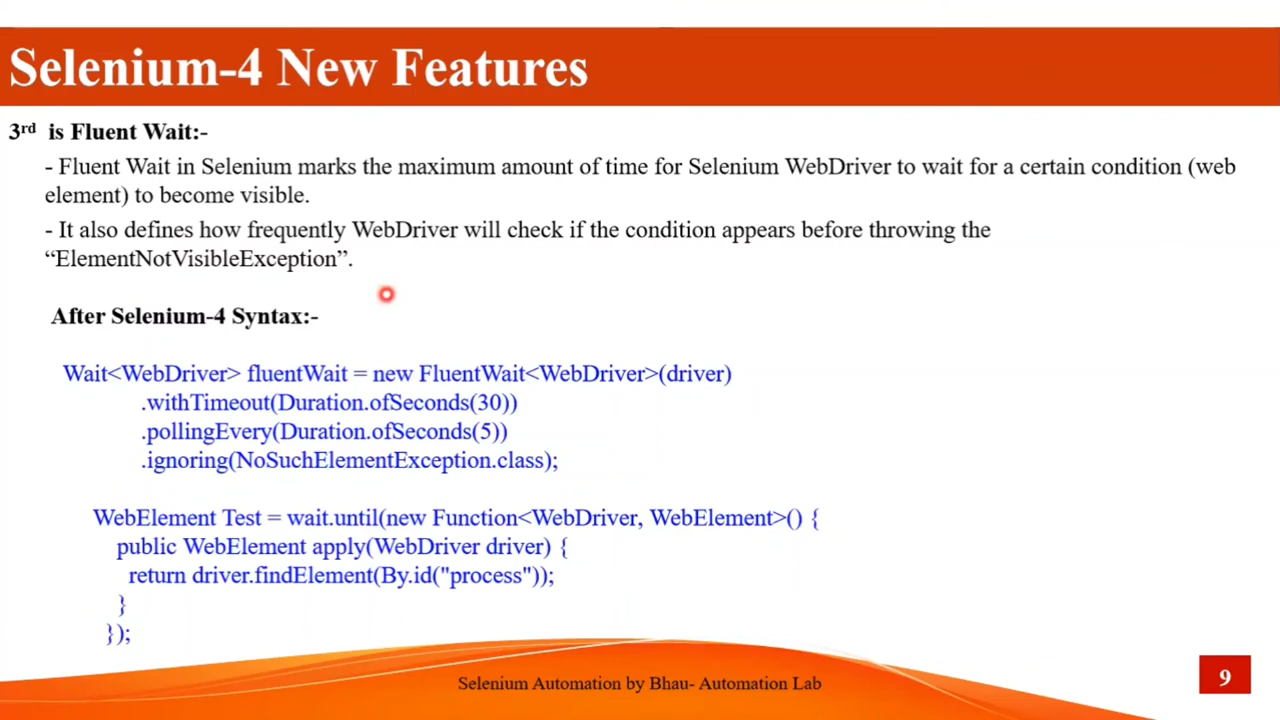 Selenium-4 New Features
3rd is Fluent Wait:-
- Fluent Wait in Selenium marks the maximum amount of time for Selenium WebDriver to wait for a certain condition (web
element) to become visible.
- It also defines how frequently WebDriver will check if the condition appears before throwing the
“ElementNotVisibleException”.
After Selenium-4 Syntax:-
Wait<WebDriver> fluentWait = new FluentWait<WebDriver>(driver)
.withTimeout(Duration.ofSeconds(30))
.pollingEvery(Duration.ofSeconds(5))
.ignoring(NoSuchElementException.class);
WebElement Test = wait.until(new Function<WebDriver, WebElement>() {
public WebElement apply(WebDriver driver) {
return driver.findElement(By.id("process"));
}
});
Selenium Automation by Bhau- Automation Lab
9